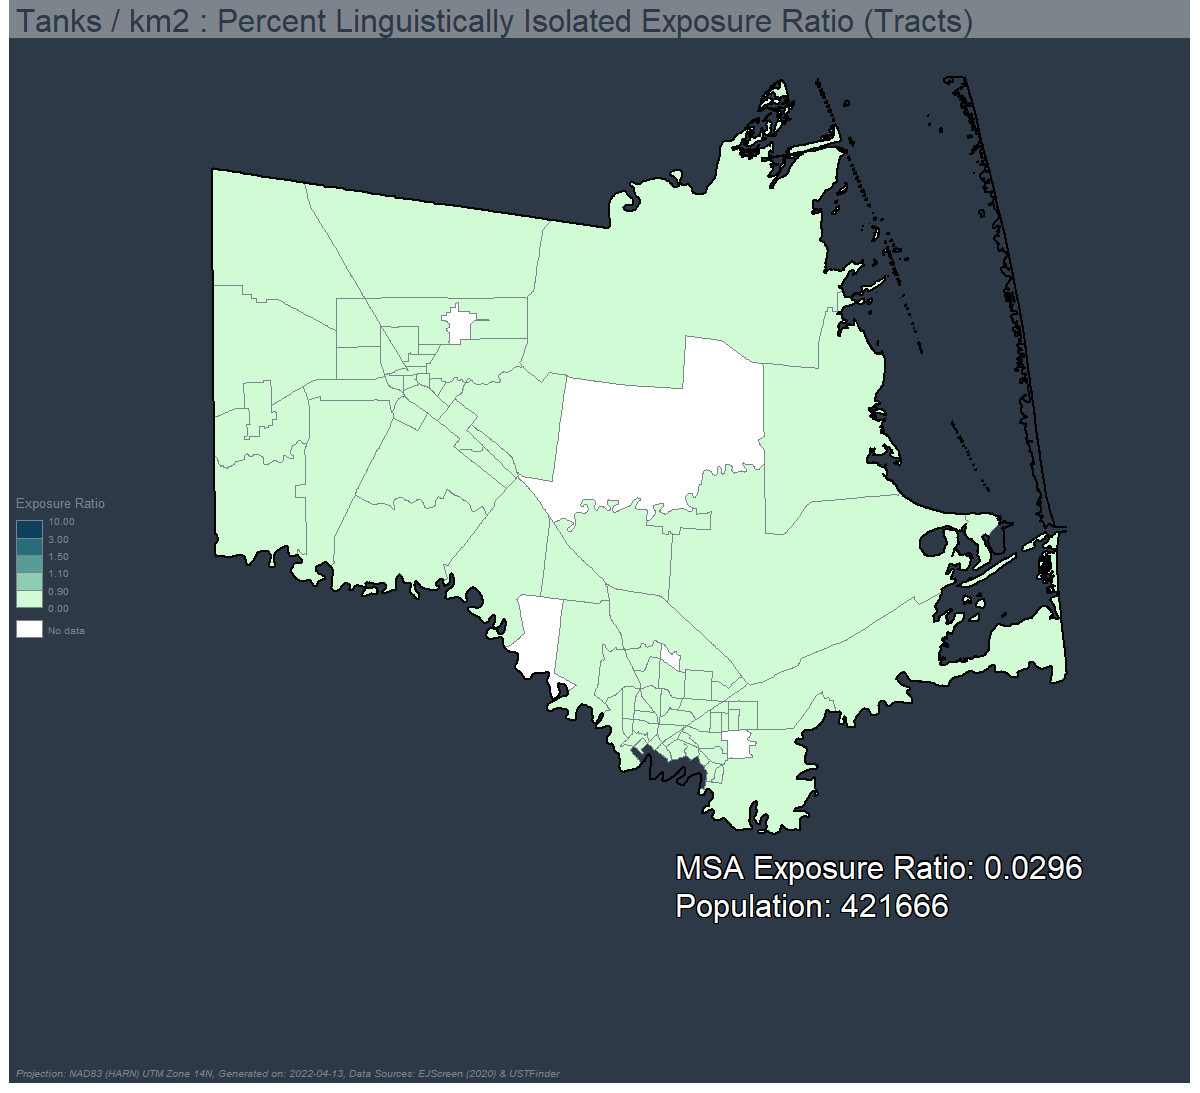 Tanks / km2 : Percent Linguistically Isolated Exposure Ratio (Tracts)
Exposure Ratio
10.00
3.00
1.50
1.10
0.90
0.00
No data
MSA Exposure Ratio: 0.0296
Population: 421666
Projection: NAD83 (HARN) UTM Zone 14N, Generated on: 2022-04-13, Data Sources: EJScreen (2020) & USTFinder